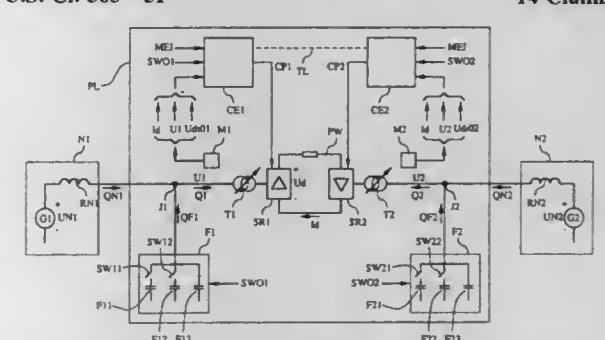 U.S. Cl. 363—51
14 Claims
MEI
SWO1
CP1
TL
CP2
MEI
SWO2
PL
CE1
CE2
Id U1 Udi01
M1
PW
M2
Id U2 Udi02
N1
N2
RN1
QN1
U1
Q1
J1
T1
SR1
Ud
Id
SR2
T2
U2
Q2
J2
QN2
RN2
G1
UN1
UN2
G2
QF1
QF2
SW12
F1
SW11
SWO1
F11
F12
F13
SW22
F2
SW21
SWO2
F21
F22
F23